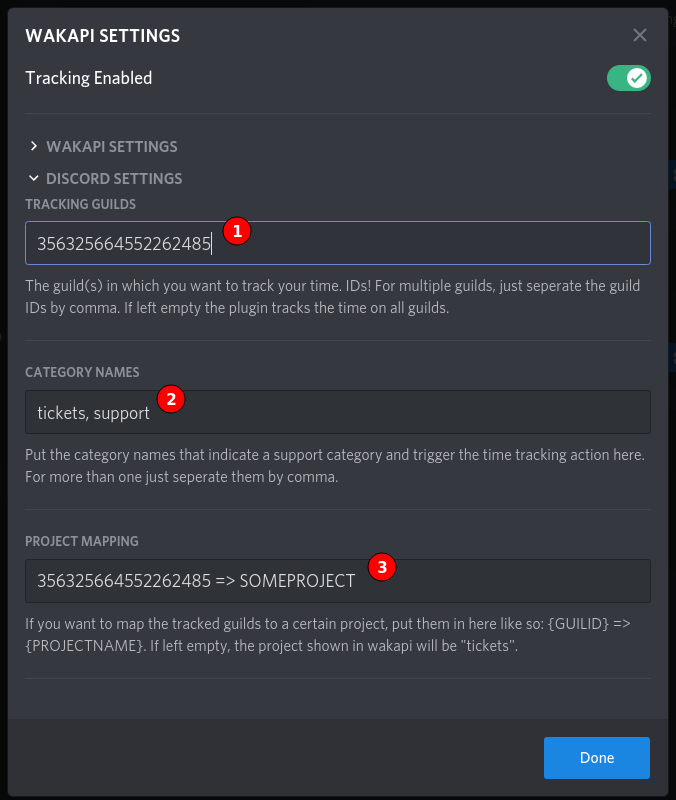 WAKAPI SETTINGS
Tracking Enabled
WAKAPI SETTINGS
DISCORD SETTINGS
TRACKING GUILDS
356325664552262485
1
The guild(s) in which you want to track your time. IDs! For multiple guilds, just seperate the guild
IDs by comma. If left empty the plugin tracks the time on all guilds.
CATEGORY NAMES
tickets, support
2
Put the category names that indicate a support category and trigger the time tracking action here.
For more than one just seperate them by comma.
PROJECT MAPPING
356325664552262485 => SOMEPROJECT
3
If you want to map the tracked guilds to a certain project, put them in here like so: {GUILID} =>
{PROJECTNAME}. If left empty, the project shown in wakapi will be "tickets".
Done